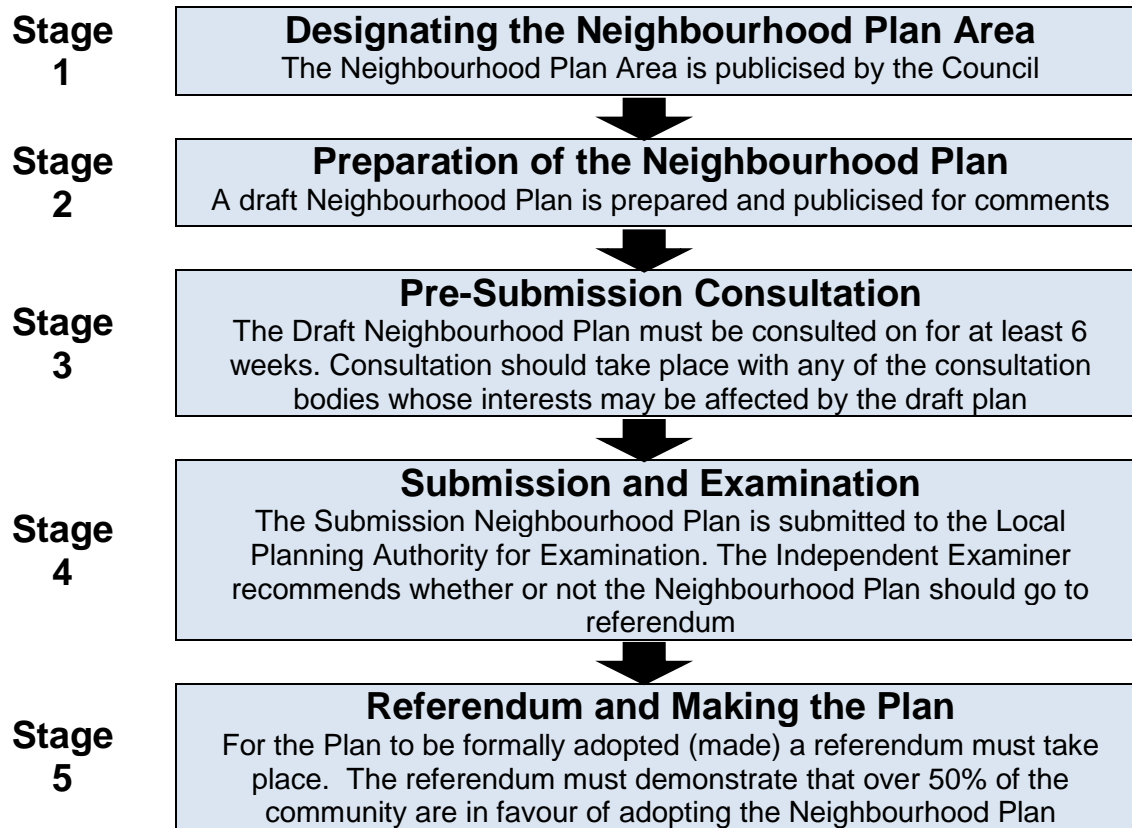 Stage
1
Designating the Neighbourhood Plan Area
The Neighbourhood Plan Area is publicised by the Council
Stage
2
Preparation of the Neighbourhood Plan
A draft Neighbourhood Plan is prepared and publicised for comments
Stage
3
Pre-Submission Consultation
The Draft Neighbourhood Plan must be consulted on for at least 6
weeks. Consultation should take place with any of the consultation
bodies whose interests may be affected by the draft plan
Stage
4
Submission and Examination
The Submission Neighbourhood Plan is submitted to the Local
Planning Authority for Examination. The Independent Examiner
recommends whether or not the Neighbourhood Plan should go to
referendum
Stage
5
Referendum and Making the Plan
For the Plan to be formally adopted (made) a referendum must take
place.  The referendum must demonstrate that over 50% of the
community are in favour of adopting the Neighbourhood Plan